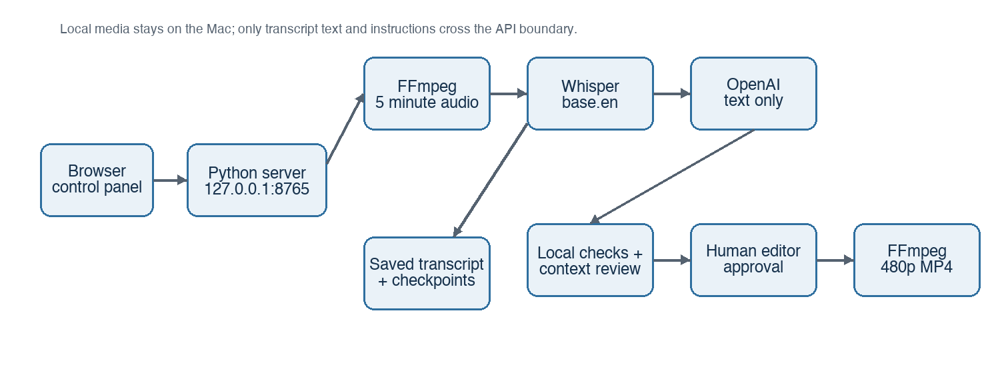 Local media stays on the Mac; only transcript text and instructions cross the API boundary.
Browser
control panel
Python server
127.0.0.1:8765
FFmpeg
5 minute audio
Whisper
base.en
OpenAI
text only
Saved transcript
+ checkpoints
Local checks +
context review
Human editor
approval
FFmpeg
480p MP4